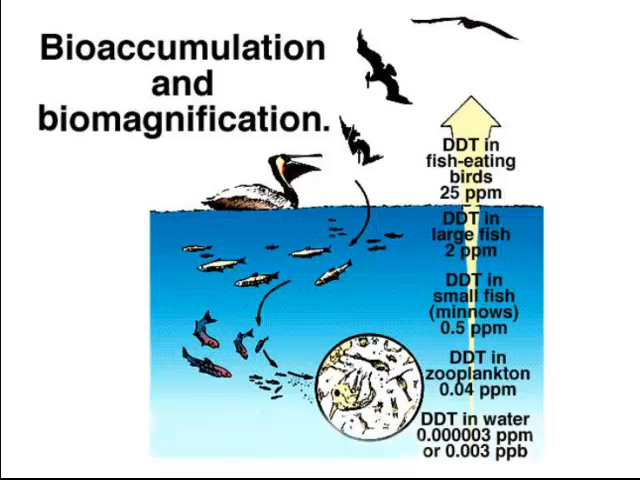 Bioaccumulation
and
biomagnification.
DDT in
fish-eating
birds
25 ppm
DDT in
large fish
2 ppm
DDT in
small fish
(minnows)
0.5 ppm
DDT in
zooplankton
0.04 ppm
DDT in water
0.000003 ppm
or 0.003 ppb